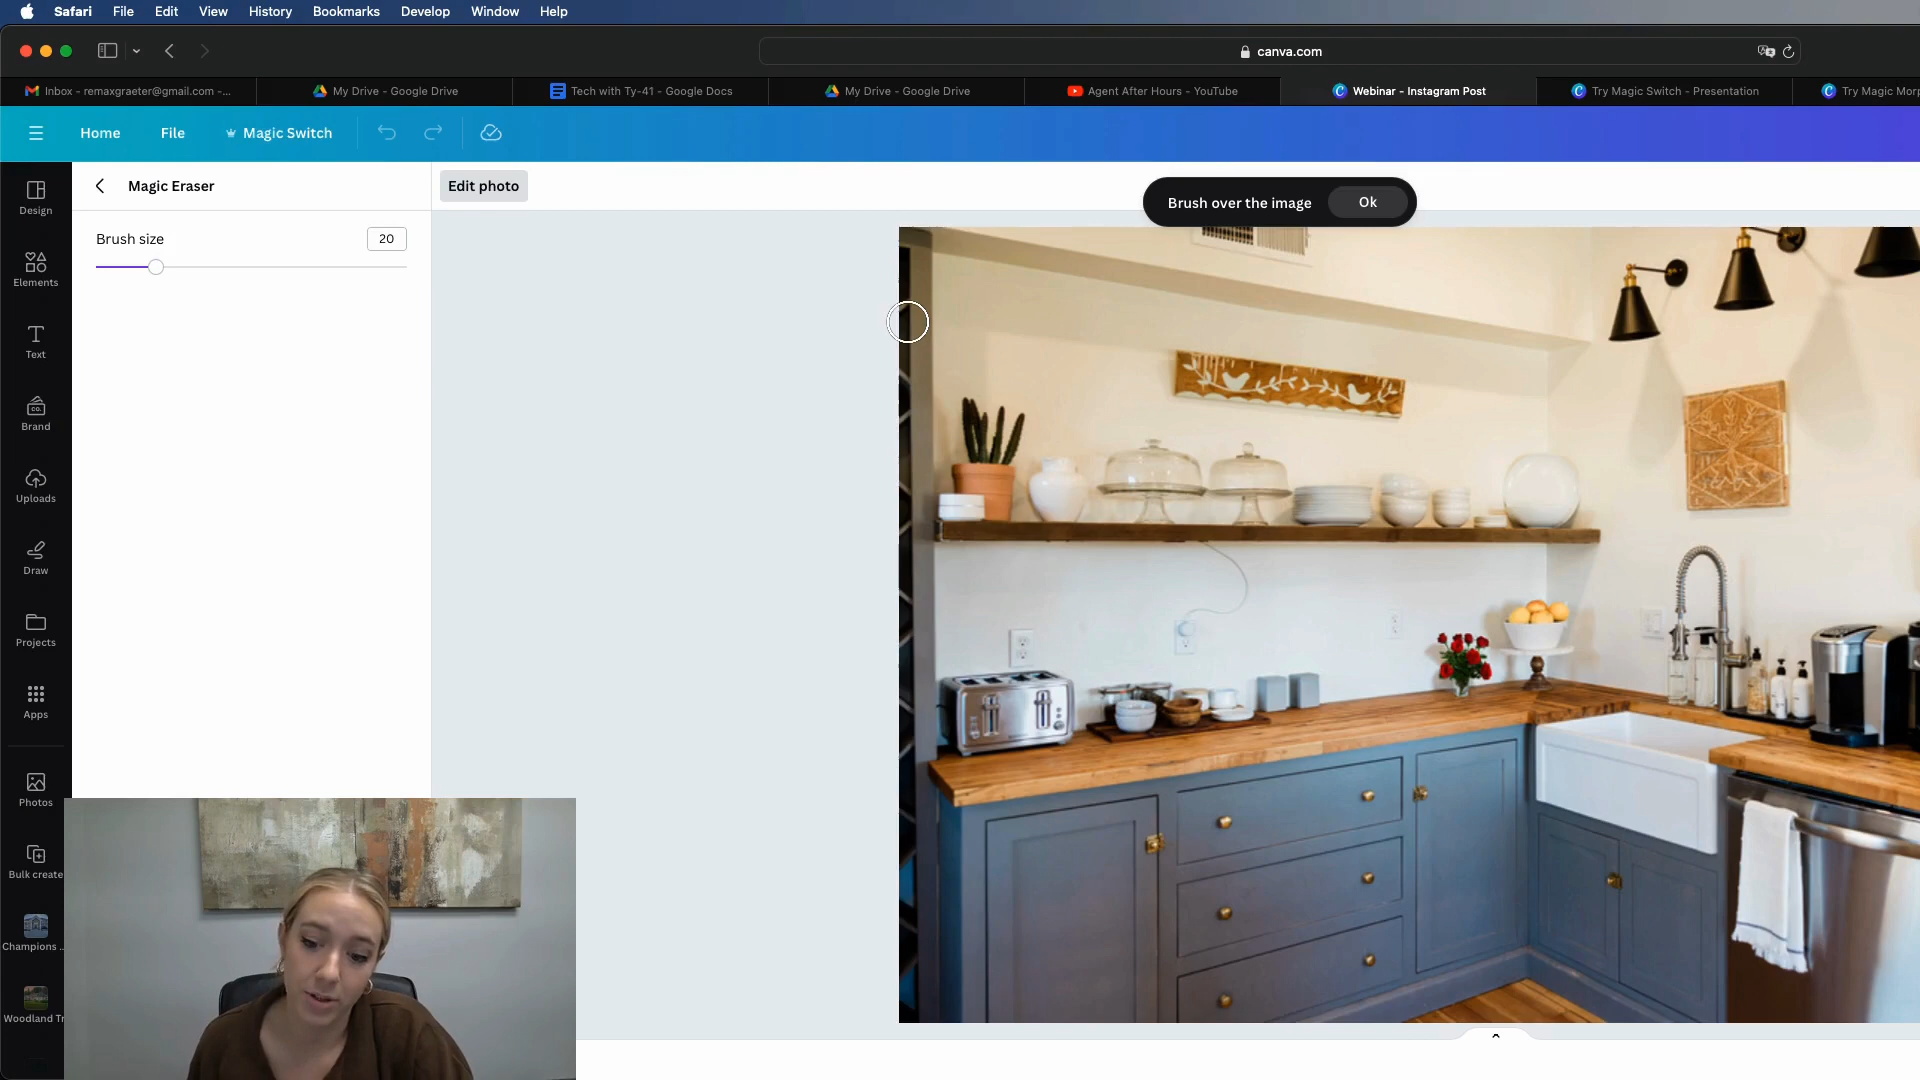 Safari File Edit View History Bookmarks Develop Window Help
canva.com
Inbox - remaxgraeter@gmail.com -...
My Drive - Google Drive
Tech with Ty-41 - Google Docs
My Drive - Google Drive
Agent After Hours - YouTube
Webinar - Instagram Post
Try Magic Switch - Presentation
Try Magic Morp
Home File Magic Switch
Magic Eraser
Edit photo
Brush over the image Ok
Brush size 20
Design
Elements
Text
CO.
Brand
Uploads
Draw
Projects
Apps
Photos
Bulk create
Champions ...
Woodland Tr